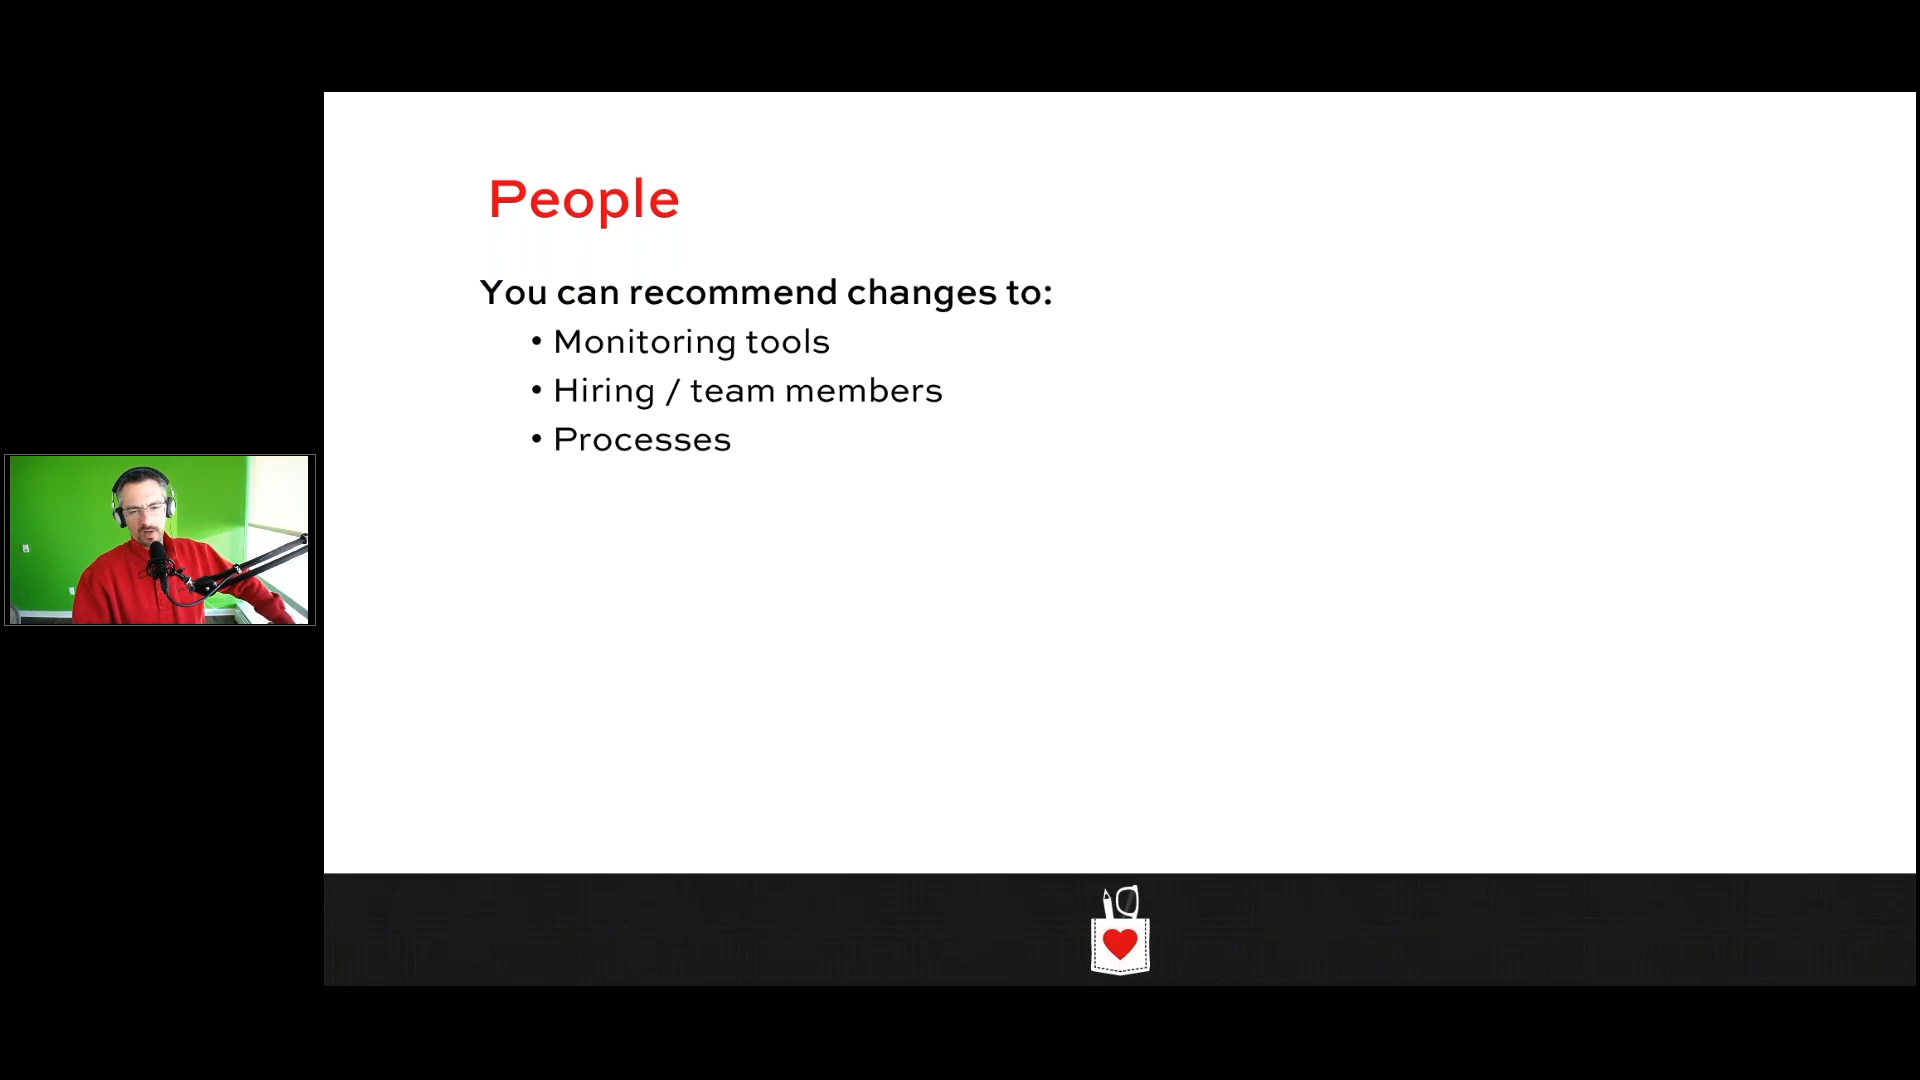 People
You can recommend changes to:
• Monitoring tools
• Hiring / team members
• Processes